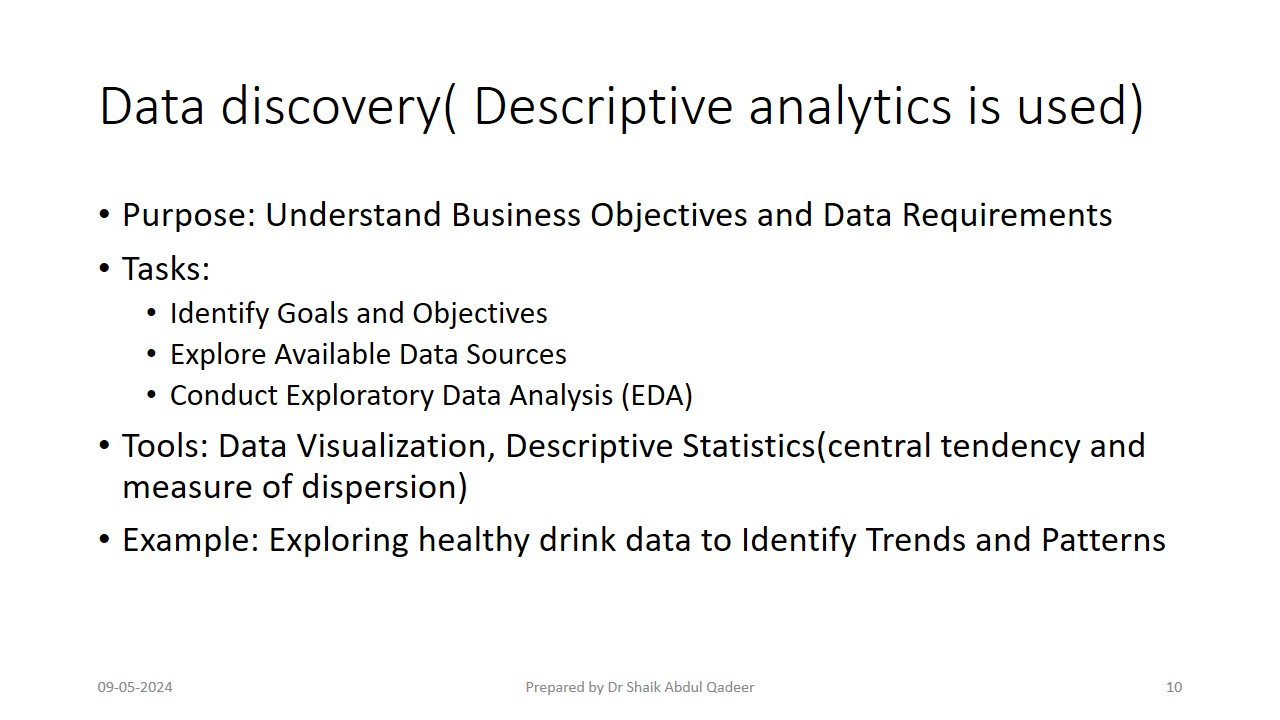 Data discovery( Descriptive analytics is used)
• Purpose: Understand Business Objectives and Data Requirements
• Tasks:
• Identify Goals and Objectives
• Explore Available Data Sources
• Conduct Exploratory Data Analysis (EDA)
• Tools: Data Visualization, Descriptive Statistics(central tendency and
measure of dispersion)
• Example: Exploring healthy drink data to Identify Trends and Patterns
09-05-2024
Prepared by Dr Shaik Abdul Qadeer
10